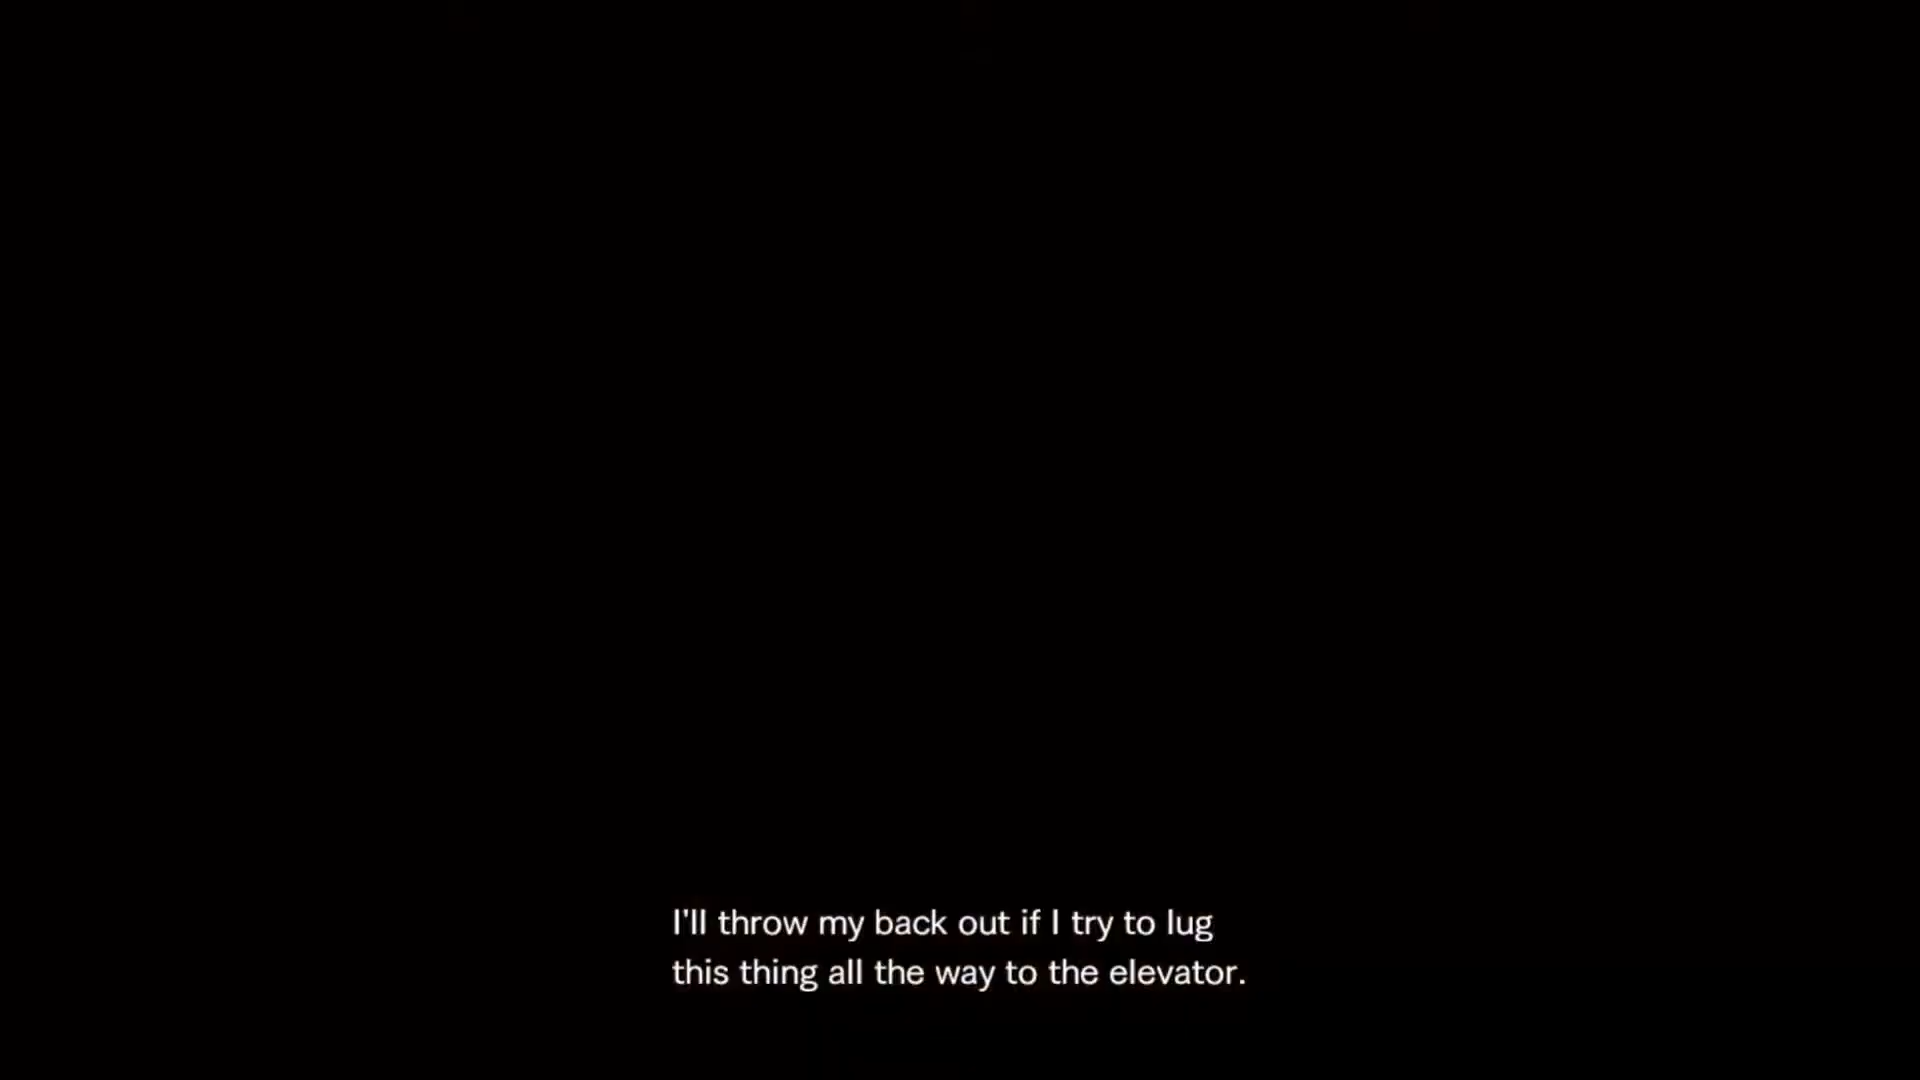 I'll throw my back out if I try to lug
this thing all the way to the elevator.